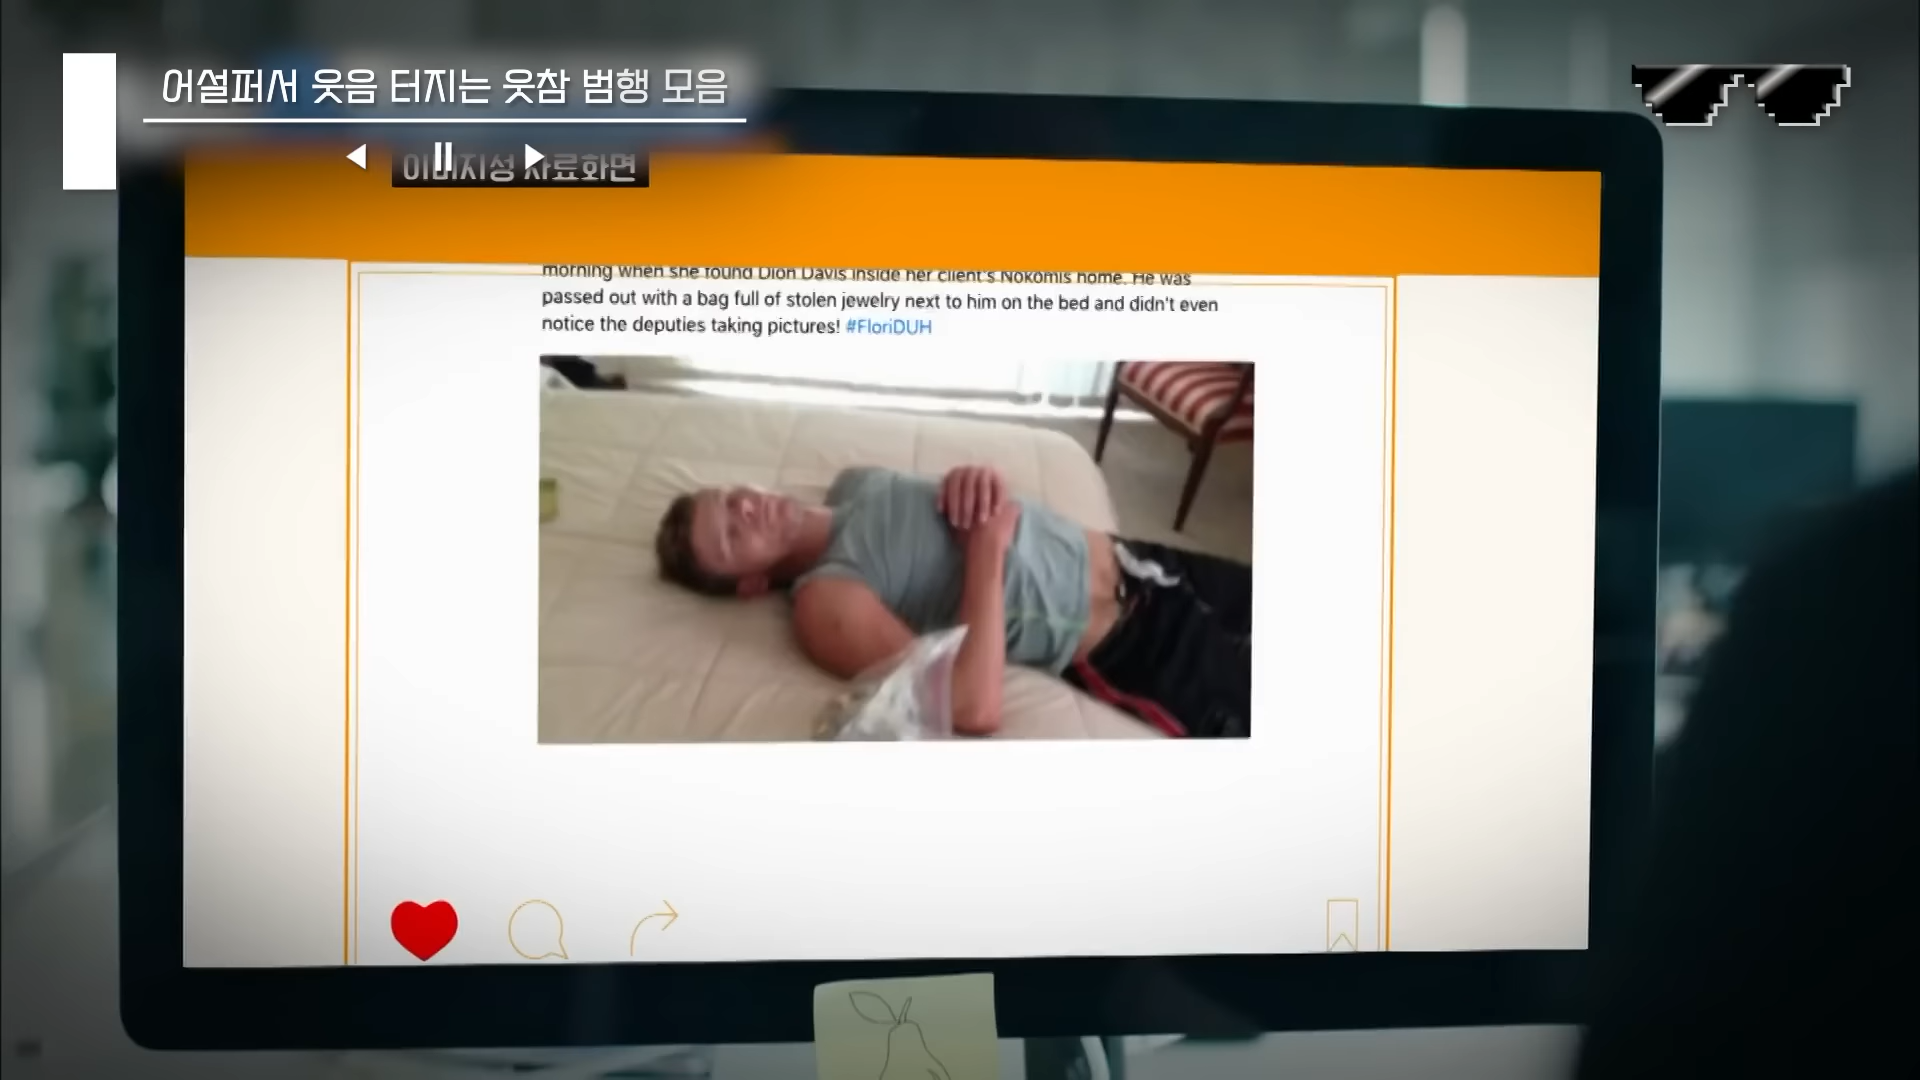 어설퍼서 웃음 터지는 웃참 범행 모음
이미지성 자료화면
morning when she found Dion Davis inside her client's Nokomis home. He was
passed out with a bag full of stolen jewelry next to him on the bed and didn't even
notice the deputies taking pictures! #FloriDUH